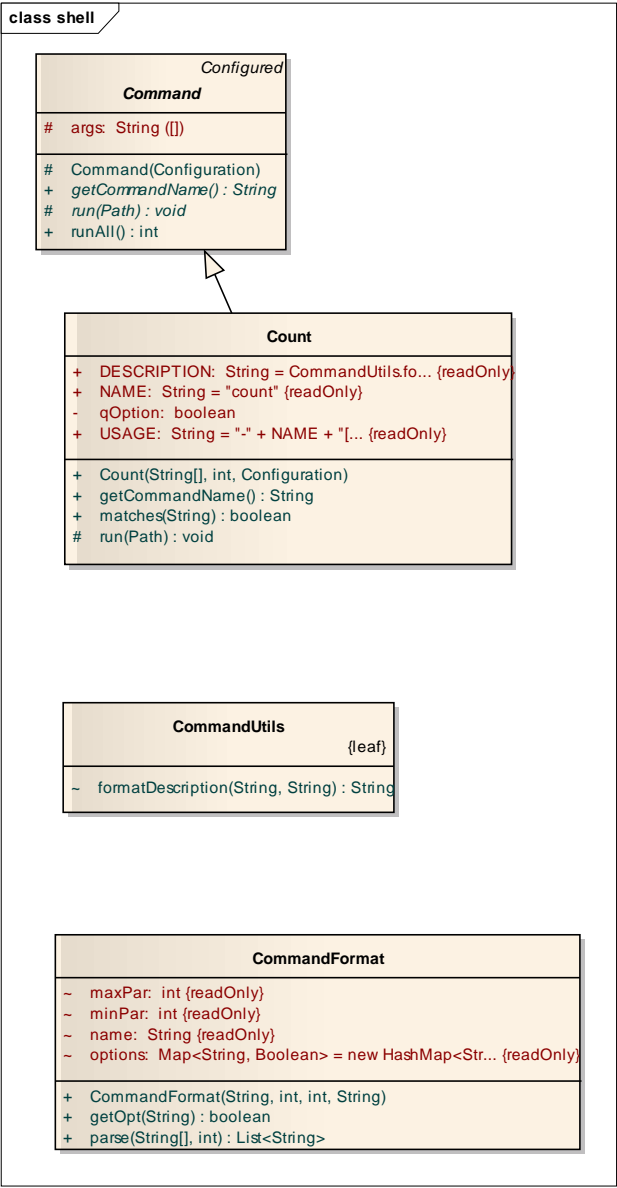 class shell
Configured
Command
# args: String ([])
# Command(Configuration)
+ getCommandName() : String
# run(Path) : void
+ runAll() : int
Count
+ DESCRIPTION: String = CommandUtils.fo... {readOnly}
+ NAME: String = "count" {readOnly}
- qOption: boolean
+ USAGE: String = "-" + NAME + "[... {readOnly}
+ Count(String[], int, Configuration)
+ getCommandName() : String
+ matches(String) : boolean
# run(Path) : void
CommandUtils
{leaf}
~ formatDescription(String, String) : String
CommandFormat
~ maxPar: int {readOnly}
~ minPar: int {readOnly}
~ name: String {readOnly}
~ options: Map<String, Boolean> = new HashMap<Str... {readOnly}
+ CommandFormat(String, int, int, String)
+ getOpt(String) : boolean
+ parse(String[], int) : List<String>